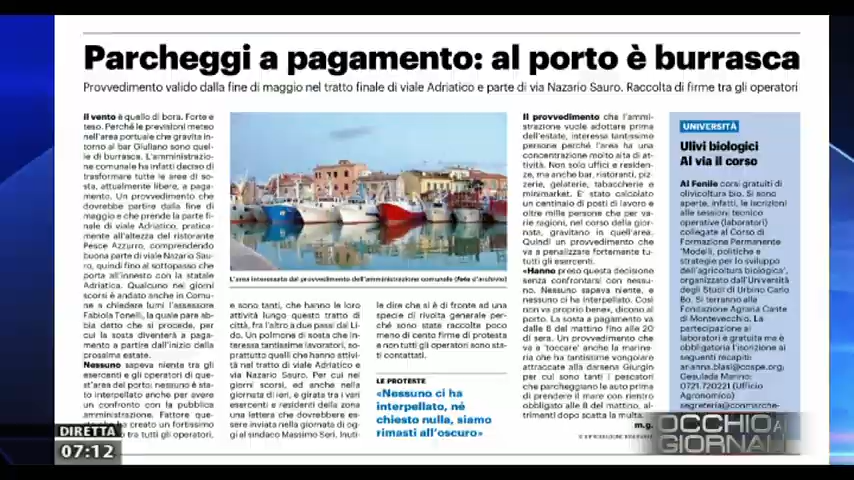 Parcheggi a pagamento: al porto è burrasca
Provvedimento valido dalla fine di maggio nel tratto finale di viale Adriatico e parte di via Nazario Sauro. Raccolta di firme tra gli operatori
Il vento è quello di bora. Forte e
teso. Perché le previsioni meteo
nell'area portuale che gravita in-
torno al bar Giuliano sono quel-
le di burrasca. L'amministrazio-
ne comunale ha infatti deciso di
trasformare tutte le aree di so-
sta, attualmente libere, a paga-
mento. Un provvedimento che
dovrebbe partire dalla fine di
maggio e che prende la parte fi-
nale di viale Adriatico, pratica-
mente all'altezza del ristorante
Pesce Azzurro, comprendendo
buona parte di viale Nazario Sau-
ro, quindi fino al sottopasso che
porta all'innesto con la statale
Adriatica.
Qualcuno nei giorni
scorsi è andato anche in Comu-
ne a chiedere lumi l'assessore
Fabiola Tonelli, la quale pare ab-
bia detto che si procede, per
cui la sosta diventerà a paga-
mento a partire dall'inizio della
prossima estate.
Nessuno sapeva niente tra gli
esercenti e gli operatori di que-
st'area del porto: nessuno è sta-
to interpellato anche per avere
un confronto con la pubblica
amministrazione. Fattore que-
che ha creato un fortissimo
tra tutti gli operatori,
L'area interessata dal provvedimento dell'amministrazione comunale (foto d'archivio)
e sono tanti, che hanno le loro
attività lungo questo tratto di
città, fra l'altro a due passi dal Li-
do. Un polmone di sosta che in-
teressa tantissime lavoratori, so-
prattutto quelli che hanno attivi-
tà nel tratto di viale Adriatico e
via Nazario Sauro. Per cui nei
giorni scorsi, ed anche nella
giornata di ieri, e girata tra i vari
esercenti e residenti della zona
una lettera che dovrebbe esse-
re inviata nella giornata di og-
gi al sindaco Massimo Seri. Inuti-
le dire che si è di fronte ad una
specie di rivolta generale per-
ché sono state raccolte poco
meno di cento firme di protesta
e non tutti gli operatori sono sta-
ti contattati.
LE PROTESTE
«Nessuno ci ha
interpellato, né
chiesto nulla, siamo
rimasti all'oscuro»
Il provvedimento che l'ammi-
strazione vuole adottare prima
dell'estate, interessa tantissime
persone perché l'area ha una
concentrazione molto alta di at-
tività. Non solo uffici e residen-
ze, ma anche bar, ristoranti, piz-
zerie, gelaterie, tabaccherie e
minimarket. E' stato calcolato
un centinaio di posti di lavoro e
oltre mille persone che per va-
rie ragioni, nel corso della gior-
nata, gravitano in quell'area.
Quindi un provvedimento che
va a penalizzare fortemente tu-
tti gli esercenti.
«Hanno preso questa decisione
senza confrontarsi con nessu-
no. Nessuno sapeva niente, e
nessuno ci ha interpellato. Così
non va proprio bene», dicono al
porto. La sosta a pagamento va
dalle 8 del mattino fino alle 20
di sera. Un provvedimento che
va a 'toccare' anche la marine-
ria che ha tantissime vongolare
attraccate alla darsena Giurgin
per cui sono tanti i pescatori
che parcheggiano le auto prima
di prendere il mare con rientro
obbligato alle 8 del mattino, al-
trimenti dopo scatta la multa.
m.g.
UNIVERSITÀ
Ulivi biologici
Al via il corso
Al Fenile corsi gratuiti di
olivicoltura bio. Si sono
aperte, infatti, le iscrizioni
alle sessioni tecnico
operative (laboratori)
collegate al Corso di
Formazione Permanente
'Modelli, politiche e
strategie per lo sviluppo
dell'agricoltura biologica',
organizzato dall'Università
degli Studi di Urbino Carlo
Bo. Si terranno alla
Fondazione Agraria Cante
di Montevecchio. La
partecipazione ai
laboratori è gratuita ma è
obbligatoria l'iscrizione ai
seguenti recapiti:
arianna.blasi@cospe.org;
Cesulada Marino:
0721.720221 (Ufficio
Agronomico)
segreteria@conmarche
DIRETTA
07:12
OCCHIO AI
GIORNALI